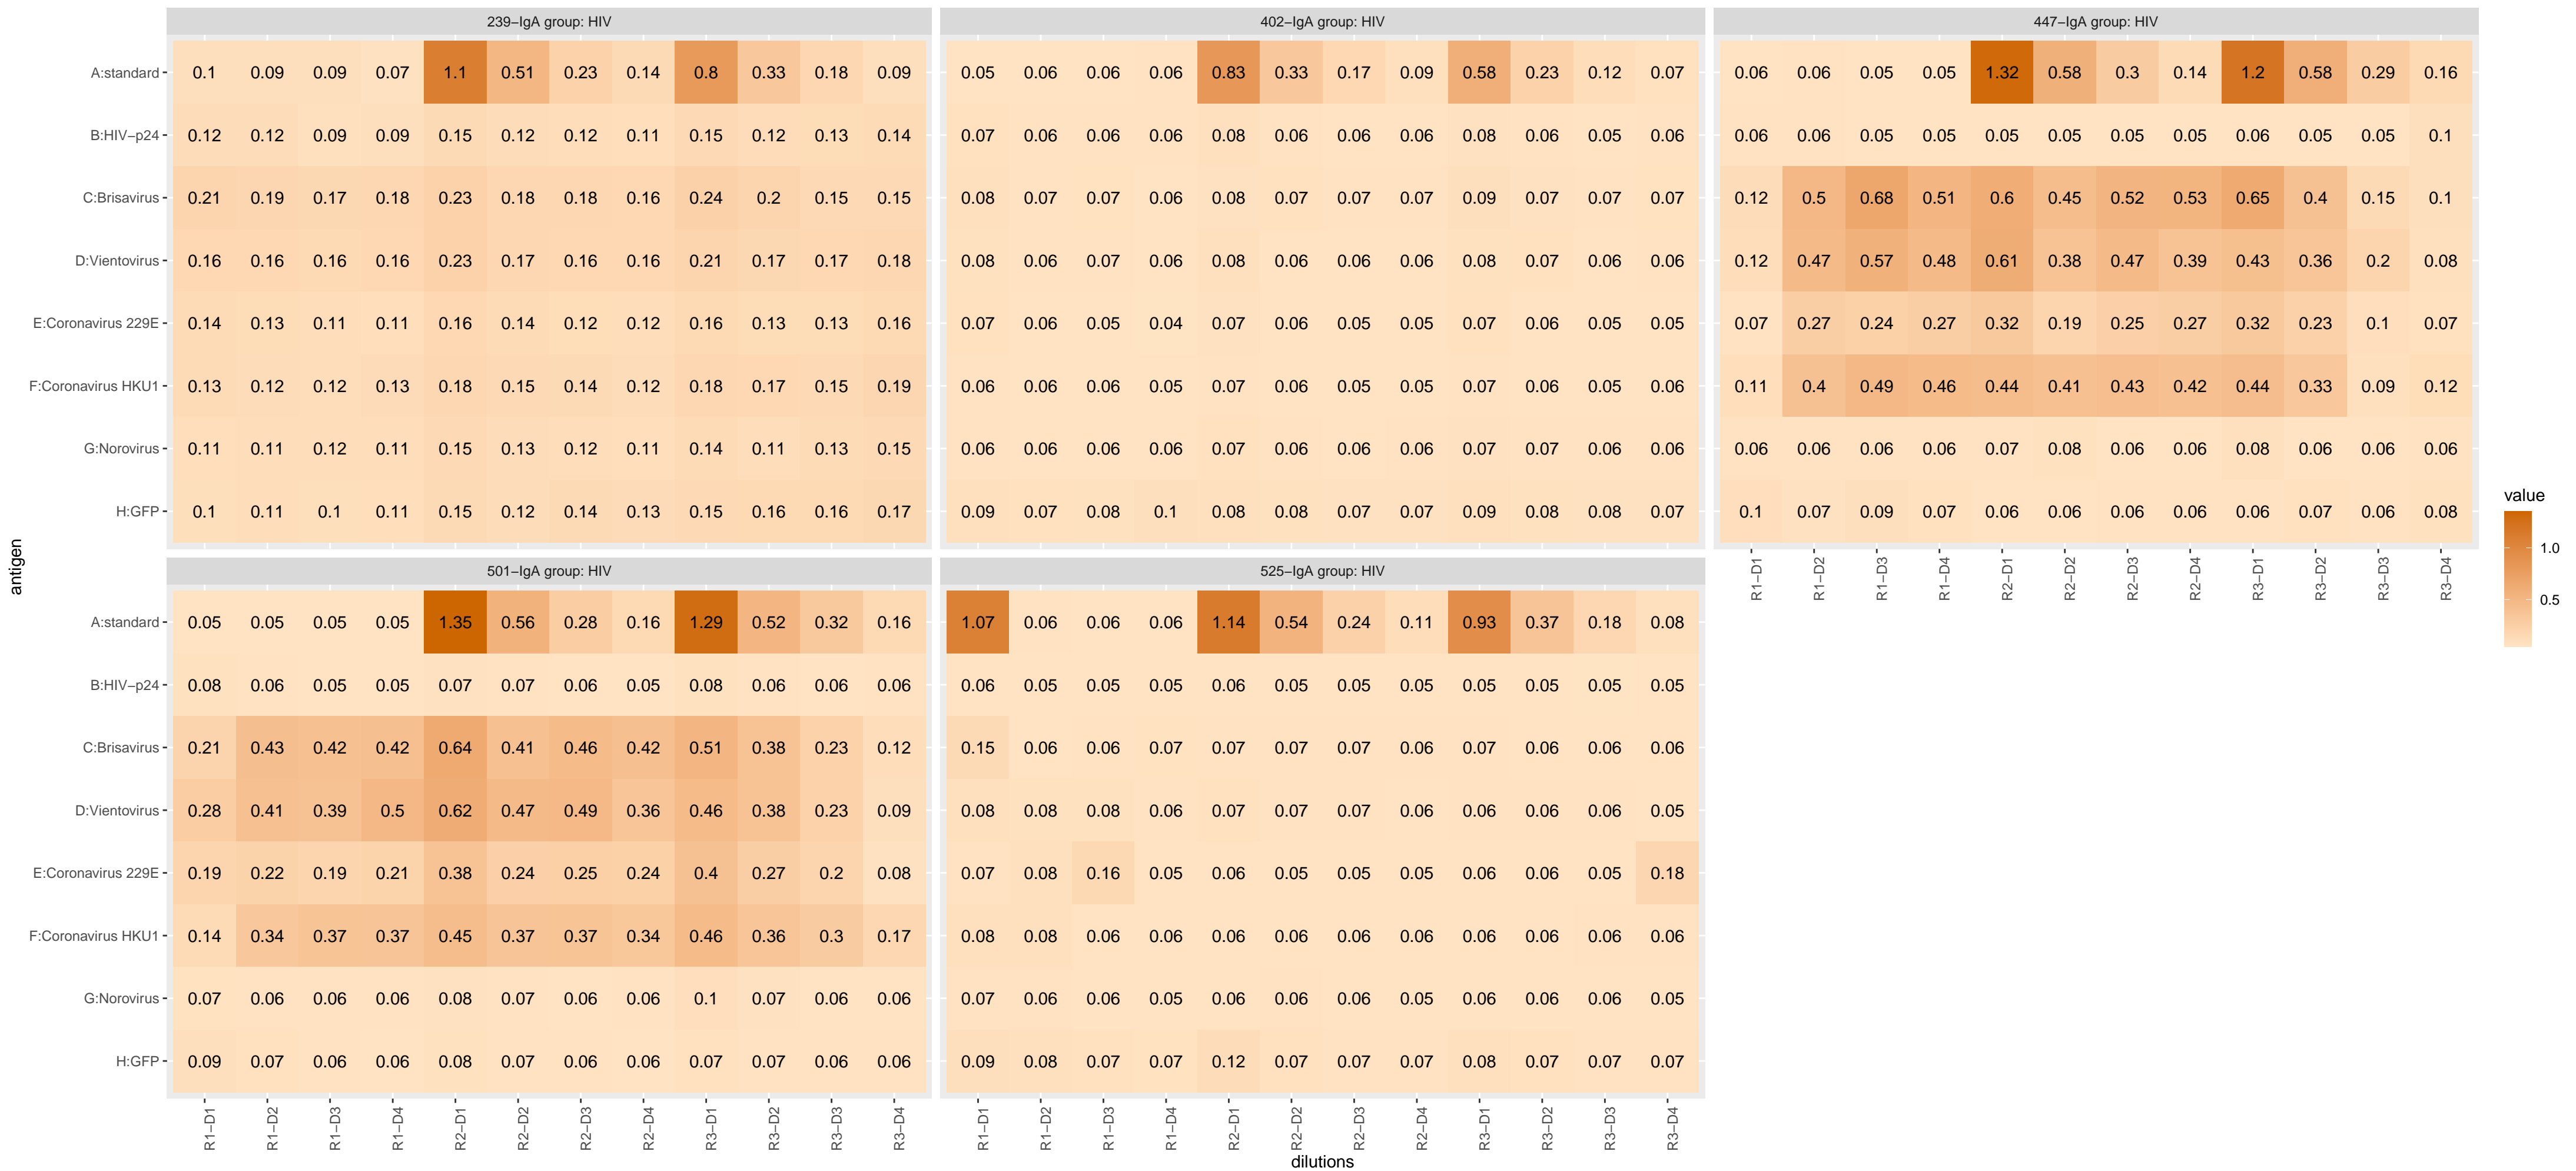 239−IgA group: HIV 402−IgA group: HIV 447−IgA group: HIV
A:standard 0.1 0.09 0.09 0.07 1.1 0.51 0.23 0.14 0.8 0.33 0.18 0.09 0.05 0.06 0.06 0.06 0.83 0.33 0.17 0.09 0.58 0.23 0.12 0.07 0.06 0.06 0.05 0.05 1.32 0.58 0.3 0.14 1.2 0.58 0.29 0.16
B:HIV−p24 0.12 0.12 0.09 0.09 0.15 0.12 0.12 0.11 0.15 0.12 0.13 0.14 0.07 0.06 0.06 0.06 0.08 0.06 0.06 0.06 0.08 0.06 0.05 0.06 0.06 0.06 0.05 0.05 0.05 0.05 0.05 0.05 0.06 0.05 0.05 0.1
C:Brisavirus 0.21 0.19 0.17 0.18 0.23 0.18 0.18 0.16 0.24 0.2 0.15 0.15 0.08 0.07 0.07 0.06 0.08 0.07 0.07 0.07 0.09 0.07 0.07 0.07 0.12 0.5 0.68 0.51 0.6 0.45 0.52 0.53 0.65 0.4 0.15 0.1
D:Vientovirus 0.16 0.16 0.16 0.16 0.23 0.17 0.16 0.16 0.21 0.17 0.17 0.18 0.08 0.06 0.07 0.06 0.08 0.06 0.06 0.06 0.08 0.07 0.06 0.06 0.12 0.47 0.57 0.48 0.61 0.38 0.47 0.39 0.43 0.36 0.2 0.08
E:Coronavirus 229E 0.14 0.13 0.11 0.11 0.16 0.14 0.12 0.12 0.16 0.13 0.13 0.16 0.07 0.06 0.05 0.04 0.07 0.06 0.05 0.05 0.07 0.06 0.05 0.05 0.07 0.27 0.24 0.27 0.32 0.19 0.25 0.27 0.32 0.23 0.1 0.07
F:Coronavirus HKU1 0.13 0.12 0.12 0.13 0.18 0.15 0.14 0.12 0.18 0.17 0.15 0.19 0.06 0.06 0.06 0.05 0.07 0.06 0.05 0.05 0.07 0.06 0.05 0.06 0.11 0.4 0.49 0.46 0.44 0.41 0.43 0.42 0.44 0.33 0.09 0.12
G:Norovirus 0.11 0.11 0.12 0.11 0.15 0.13 0.12 0.11 0.14 0.11 0.13 0.15 0.06 0.06 0.06 0.06 0.07 0.06 0.06 0.06 0.07 0.07 0.06 0.06 0.06 0.06 0.06 0.06 0.07 0.08 0.06 0.06 0.08 0.06 0.06 0.06
H:GFP 0.1 0.11 0.1 0.11 0.15 0.12 0.14 0.13 0.15 0.16 0.16 0.17 0.09 0.07 0.08 0.1 0.08 0.08 0.07 0.07 0.09 0.08 0.08 0.07 0.1 0.07 0.09 0.07 0.06 0.06 0.06 0.06 0.06 0.07 0.06 0.08
R1−D1 R1−D2 R1−D3 R1−D4 R2−D1 R2−D2 R2−D3 R2−D4 R3−D1 R3−D2 R3−D3 R3−D4
value
1.0
0.5
antigen
501−IgA group: HIV 525−IgA group: HIV
A:standard 0.05 0.05 0.05 0.05 1.35 0.56 0.28 0.16 1.29 0.52 0.32 0.16 1.07 0.06 0.06 0.06 1.14 0.54 0.24 0.11 0.93 0.37 0.18 0.08
B:HIV−p24 0.08 0.06 0.05 0.05 0.07 0.07 0.06 0.05 0.08 0.06 0.06 0.06 0.06 0.05 0.05 0.05 0.06 0.05 0.05 0.05 0.05 0.05 0.05 0.05
C:Brisavirus 0.21 0.43 0.42 0.42 0.64 0.41 0.46 0.42 0.51 0.38 0.23 0.12 0.15 0.06 0.06 0.07 0.07 0.07 0.07 0.06 0.07 0.06 0.06 0.06
D:Vientovirus 0.28 0.41 0.39 0.5 0.62 0.47 0.49 0.36 0.46 0.38 0.23 0.09 0.08 0.08 0.08 0.06 0.07 0.07 0.07 0.06 0.06 0.06 0.06 0.05
E:Coronavirus 229E 0.19 0.22 0.19 0.21 0.38 0.24 0.25 0.24 0.4 0.27 0.2 0.08 0.07 0.08 0.16 0.05 0.06 0.05 0.05 0.05 0.06 0.06 0.05 0.18
F:Coronavirus HKU1 0.14 0.34 0.37 0.37 0.45 0.37 0.37 0.34 0.46 0.36 0.3 0.17 0.08 0.08 0.06 0.06 0.06 0.06 0.06 0.06 0.06 0.06 0.06 0.06
G:Norovirus 0.07 0.06 0.06 0.06 0.08 0.07 0.06 0.06 0.1 0.07 0.06 0.06 0.07 0.06 0.06 0.05 0.06 0.06 0.06 0.05 0.06 0.06 0.06 0.05
H:GFP 0.09 0.07 0.06 0.06 0.08 0.07 0.06 0.06 0.07 0.07 0.06 0.06 0.09 0.08 0.07 0.07 0.12 0.07 0.07 0.07 0.08 0.07 0.07 0.07
R1−D1 R1−D2 R1−D3 R1−D4 R2−D1 R2−D2 R2−D3 R2−D4 R3−D1 R3−D2 R3−D3 R3−D4 R1−D1 R1−D2 R1−D3 R1−D4 R2−D1 R2−D2 R2−D3 R2−D4 R3−D1 R3−D2 R3−D3 R3−D4
dilutions